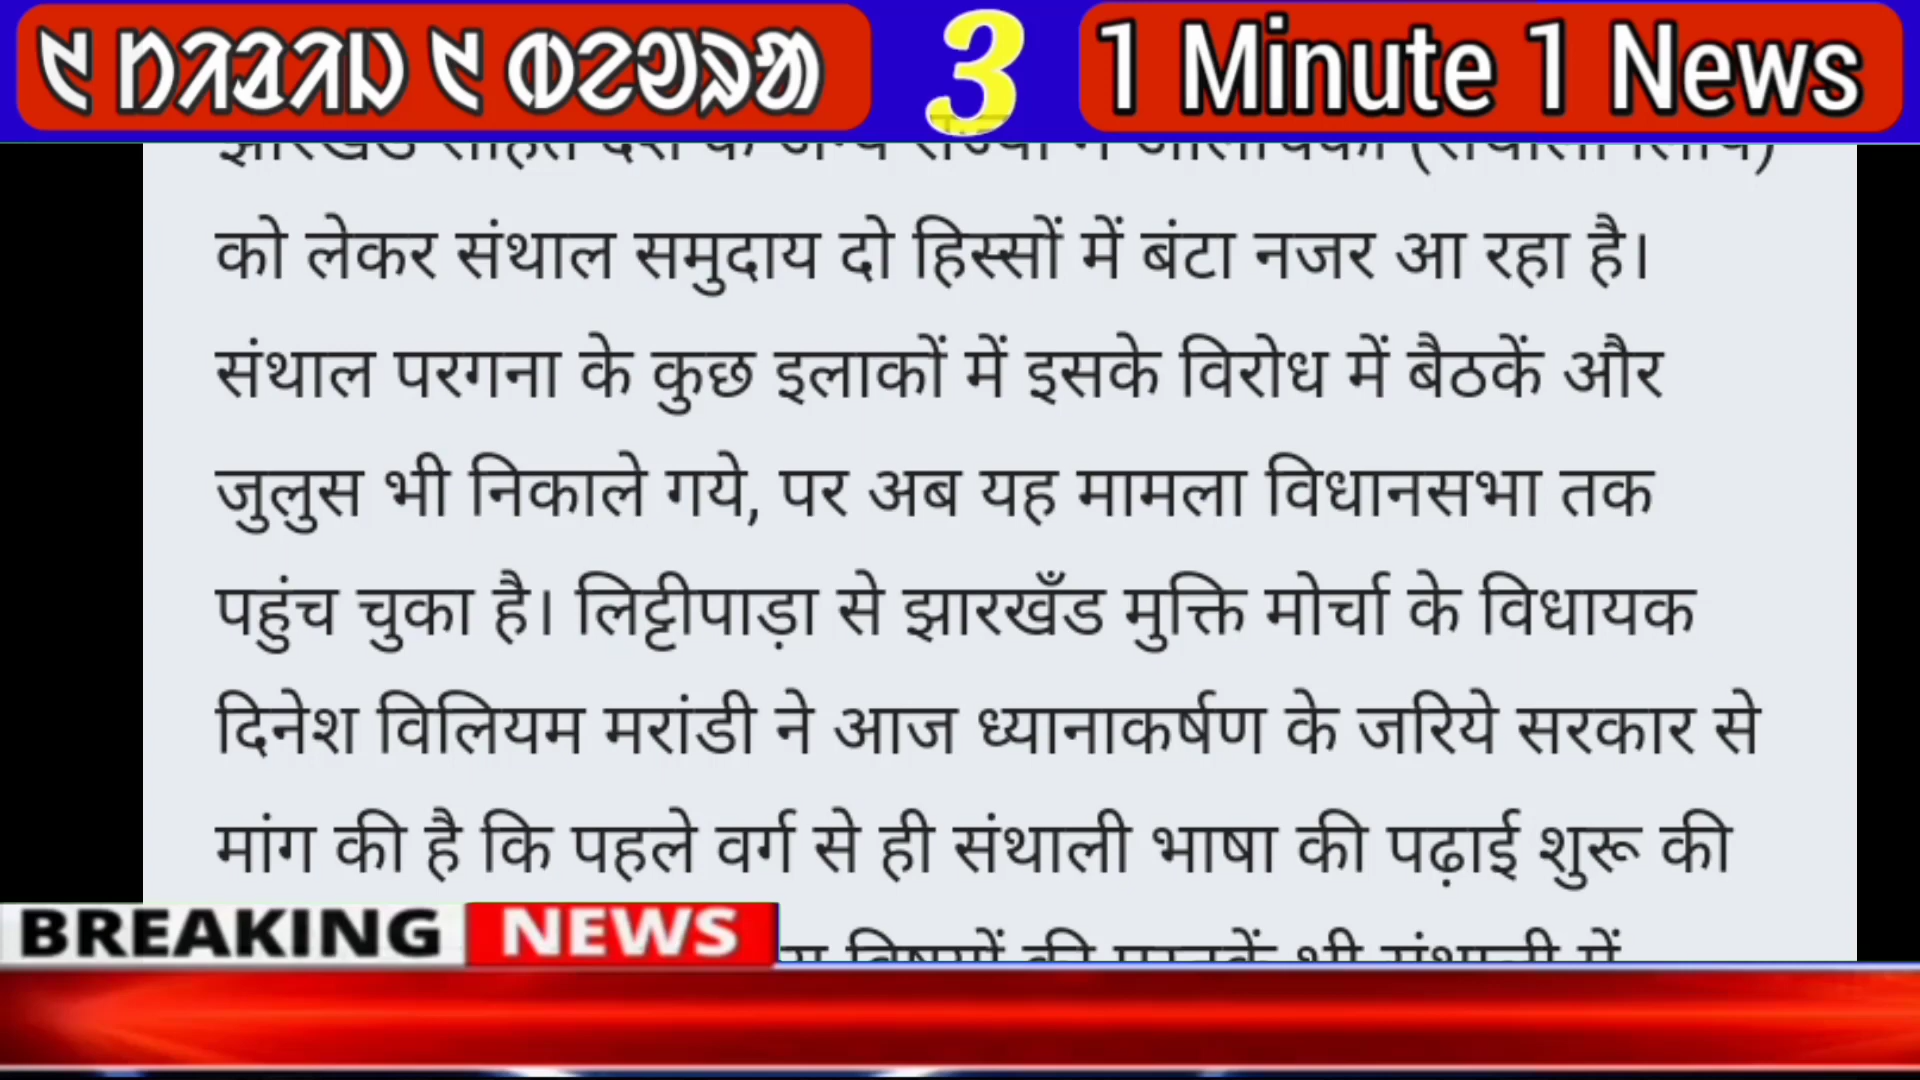 3
1 Minute 1 News
को लेकर संथाल समुदाय दो हिस्सों में बंटा नजर आ रहा है।
संथाल परगना के कुछ इलाकों में इसके विरोध में बैठकें और
जुलुस भी निकाले गये, पर अब यह मामला विधानसभा तक
पहुंच चुका है। लिट्टीपाड़ा से झारखँड मुक्ति मोर्चा के विधायक
दिनेश विलियम मरांडी ने आज ध्यानाकर्षण के जरिये सरकार से
मांग की है कि पहले वर्ग से ही संथाली भाषा की पढ़ाई शुरू की
BREAKING NEWS